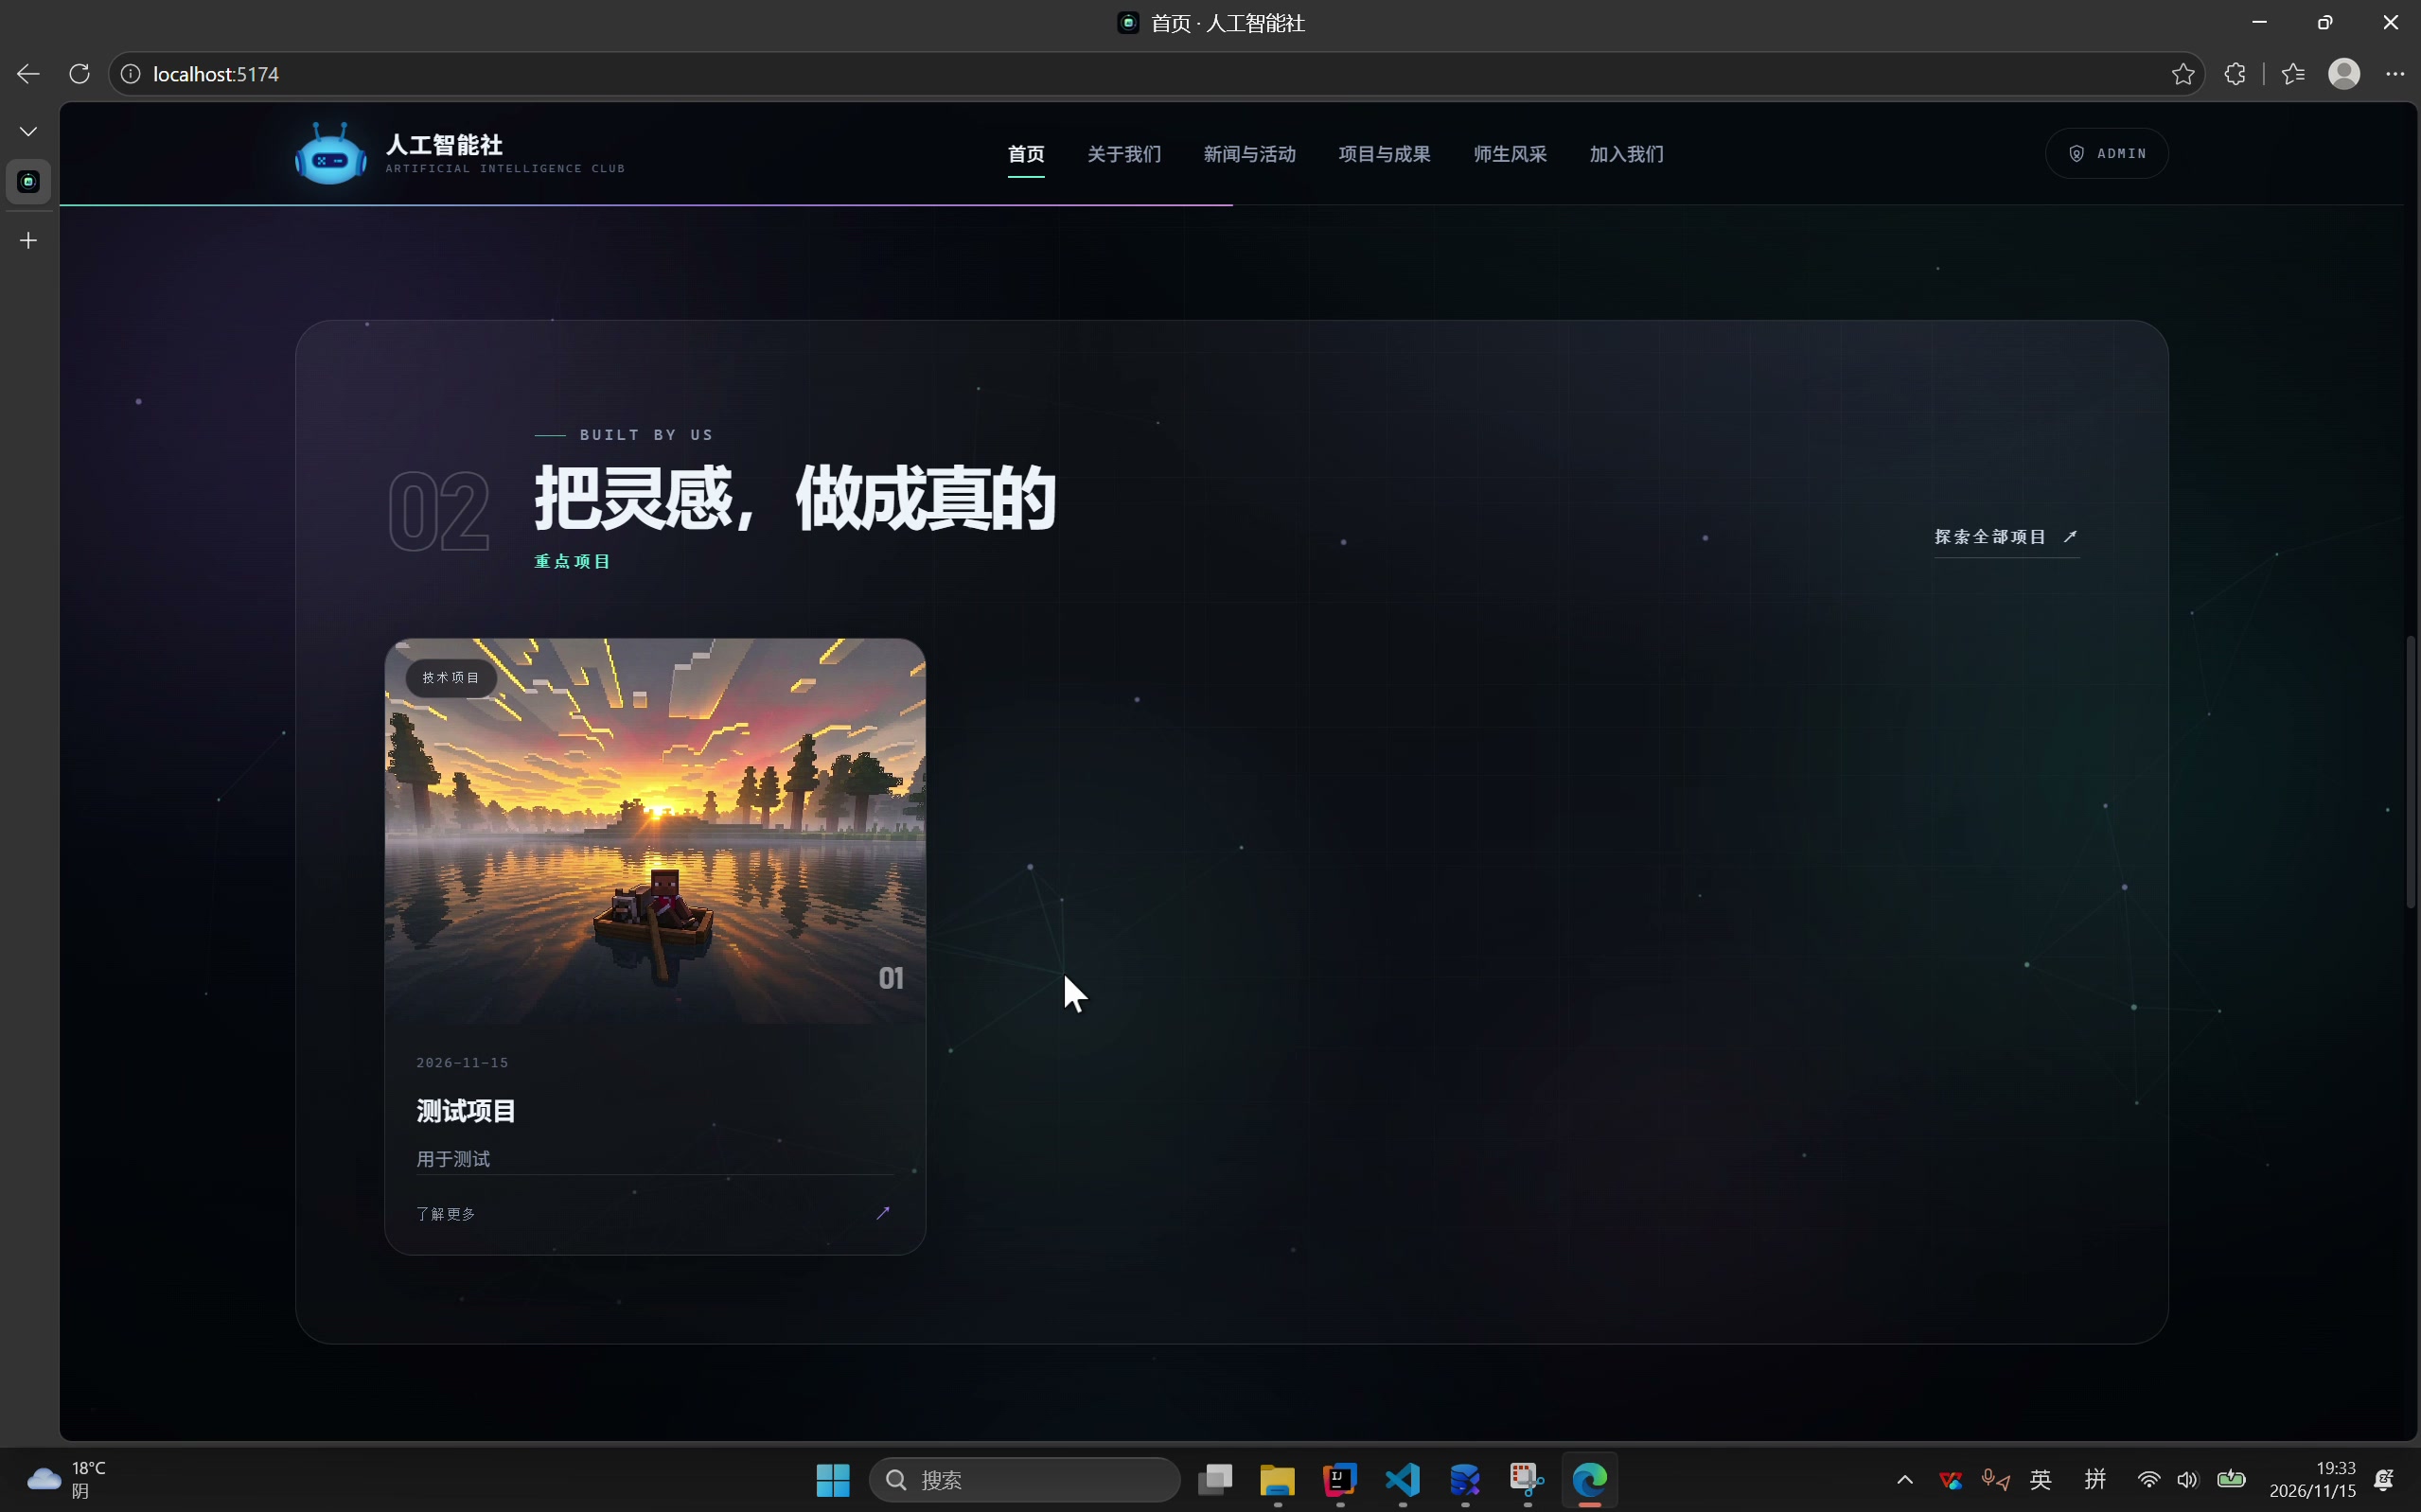 首页 · 人工智能社
localhost:5174
人工智能社
ARTIFICIAL INTELLIGENCE CLUB
首页
关于我们
新闻与活动
项目与成果
师生风采
加入我们
ADMIN
BUILT BY US
02
把灵感，做成真的
重点项目
探索全部项目
技术项目
01
2026-11-15
测试项目
用于测试
了解更多
18°C
阴
搜索
英
拼
19:33
2026/11/15